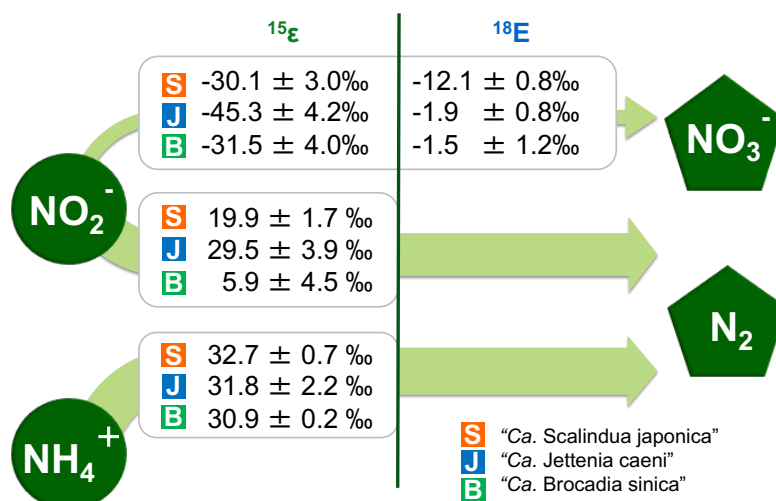 ¹⁵ε ¹⁸E
S -30.1 ± 3.0‰ -12.1 ± 0.8‰
J -45.3 ± 4.2‰ -1.9 ± 0.8‰
B -31.5 ± 4.0‰ -1.5 ± 1.2‰
NO₃⁻
NO₂⁻
S 19.9 ± 1.7 ‰
J 29.5 ± 3.9 ‰
B 5.9 ± 4.5 ‰
N₂
S 32.7 ± 0.7 ‰
J 31.8 ± 2.2 ‰
B 30.9 ± 0.2 ‰
NH₄⁺
S “Ca. Scalindua japonica”
J “Ca. Jettenia caeni”
B “Ca. Brocadia sinica”